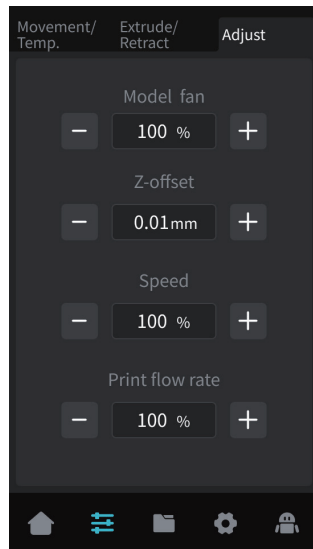 Movement/ Extrude/ Adjust
Temp. Retract
Model fan
100 %
Z-offset
0.01mm
Speed
100 %
Print flow rate
100 %